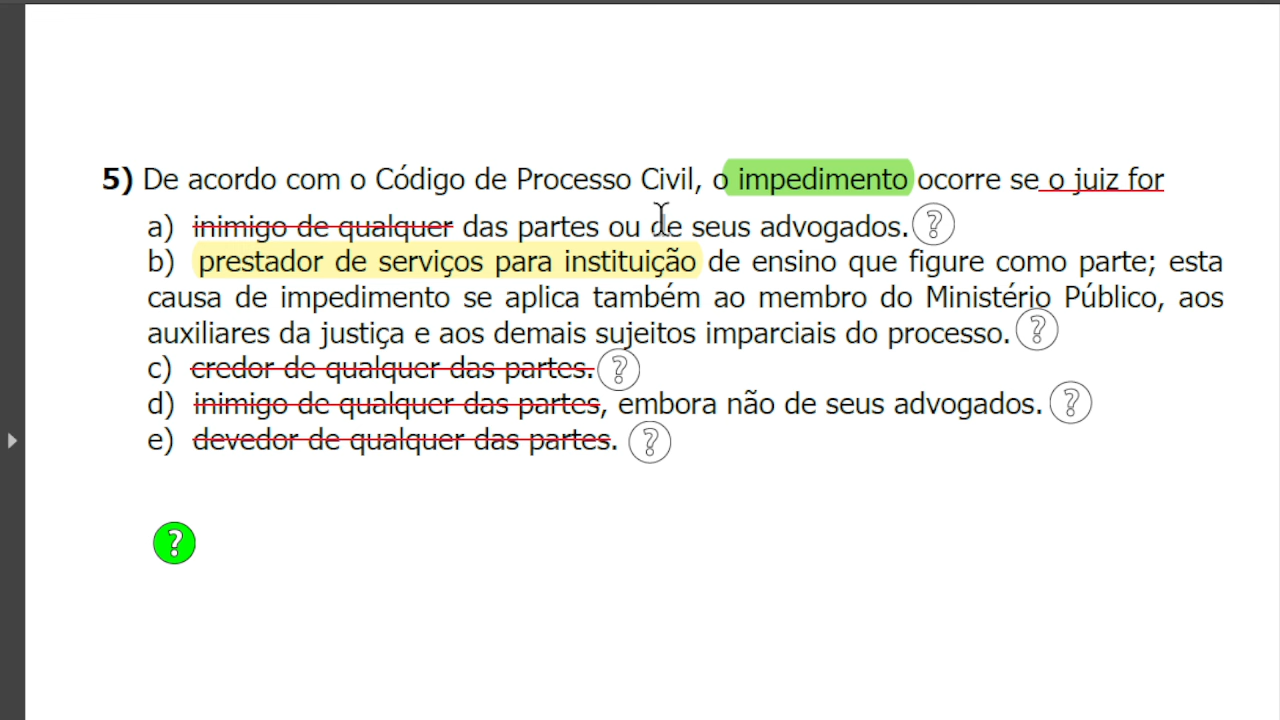 5) De acordo com o Código de Processo Civil, o impedimento ocorre se o juiz for
a) inimigo de qualquer das partes ou de seus advogados. ?
b) prestador de serviços para instituição de ensino que figure como parte; esta
causa de impedimento se aplica também ao membro do Ministério Público, aos
auxiliares da justiça e aos demais sujeitos imparciais do processo. ?
c) credor de qualquer das partes. ?
d) inimigo de qualquer das partes, embora não de seus advogados. ?
e) devedor de qualquer das partes. ?
?